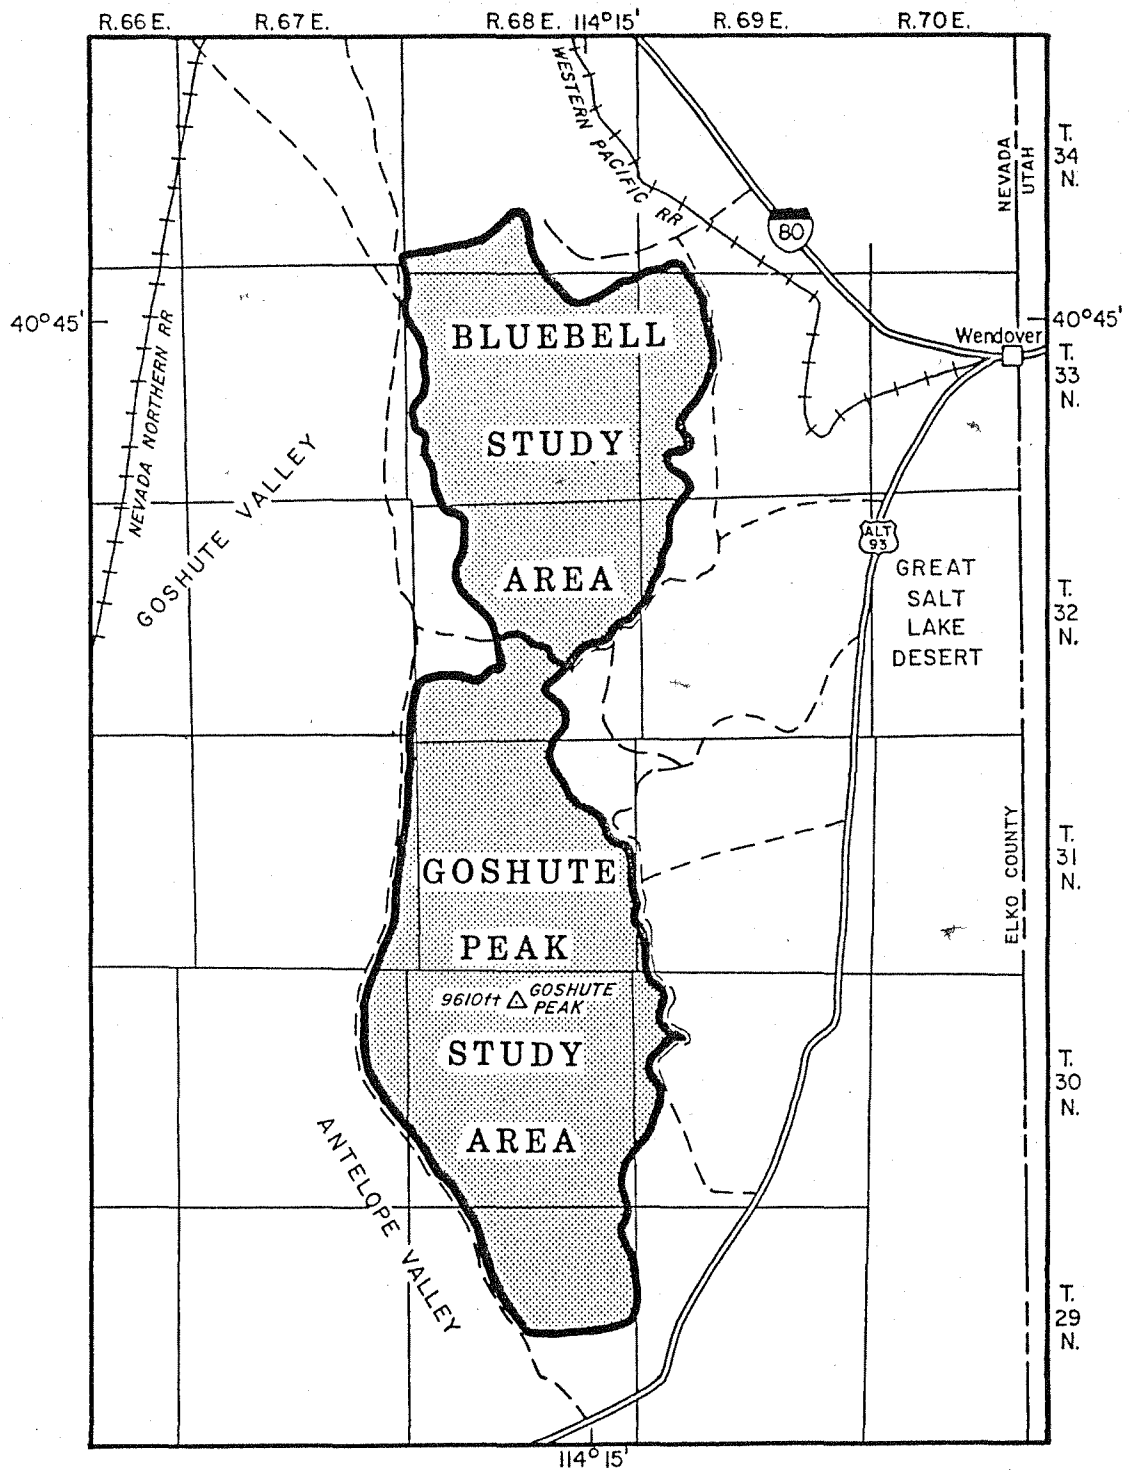 R.66 E. R.67 E. R.68 E. 114°15' R.69 E. R.70 E.
WESTERN PACIFIC RR
T.
34
N.
NEVADA
UTAH
80
40°45'
40°45'
BLUEBELL
Wendover
T.
33
N.
NEVADA NORTHERN RR
GOSHUTE VALLEY
STUDY
ALT
93
AREA
GREAT
SALT
LAKE
DESERT
T.
32
N.
ELKO COUNTY
T.
31
N.
GOSHUTE
PEAK
9610ft GOSHUTE
PEAK
STUDY
T.
30
N.
AREA
ANTELOPE VALLEY
T.
29
N.
114°15'